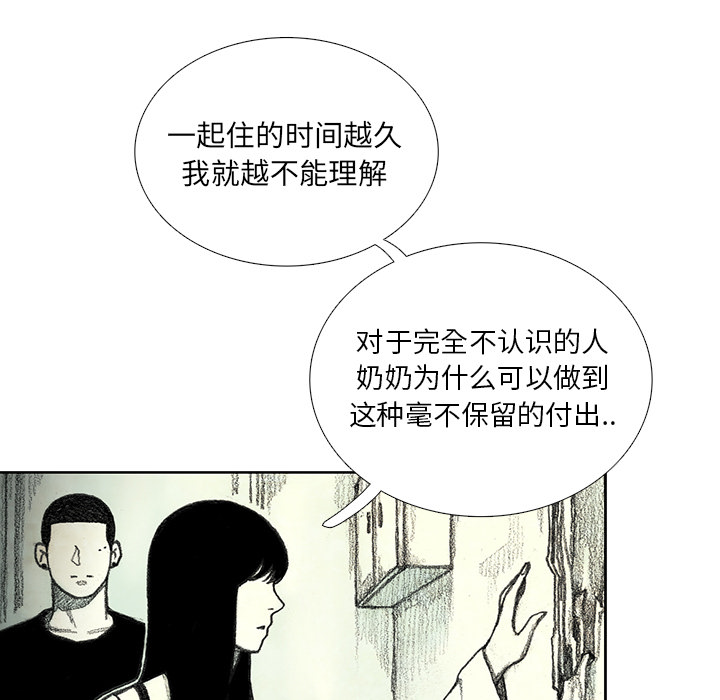 一起住的时间越久
我就越不能理解
对于完全不认识的人
奶奶为什么可以做到
这种毫不保留的付出..